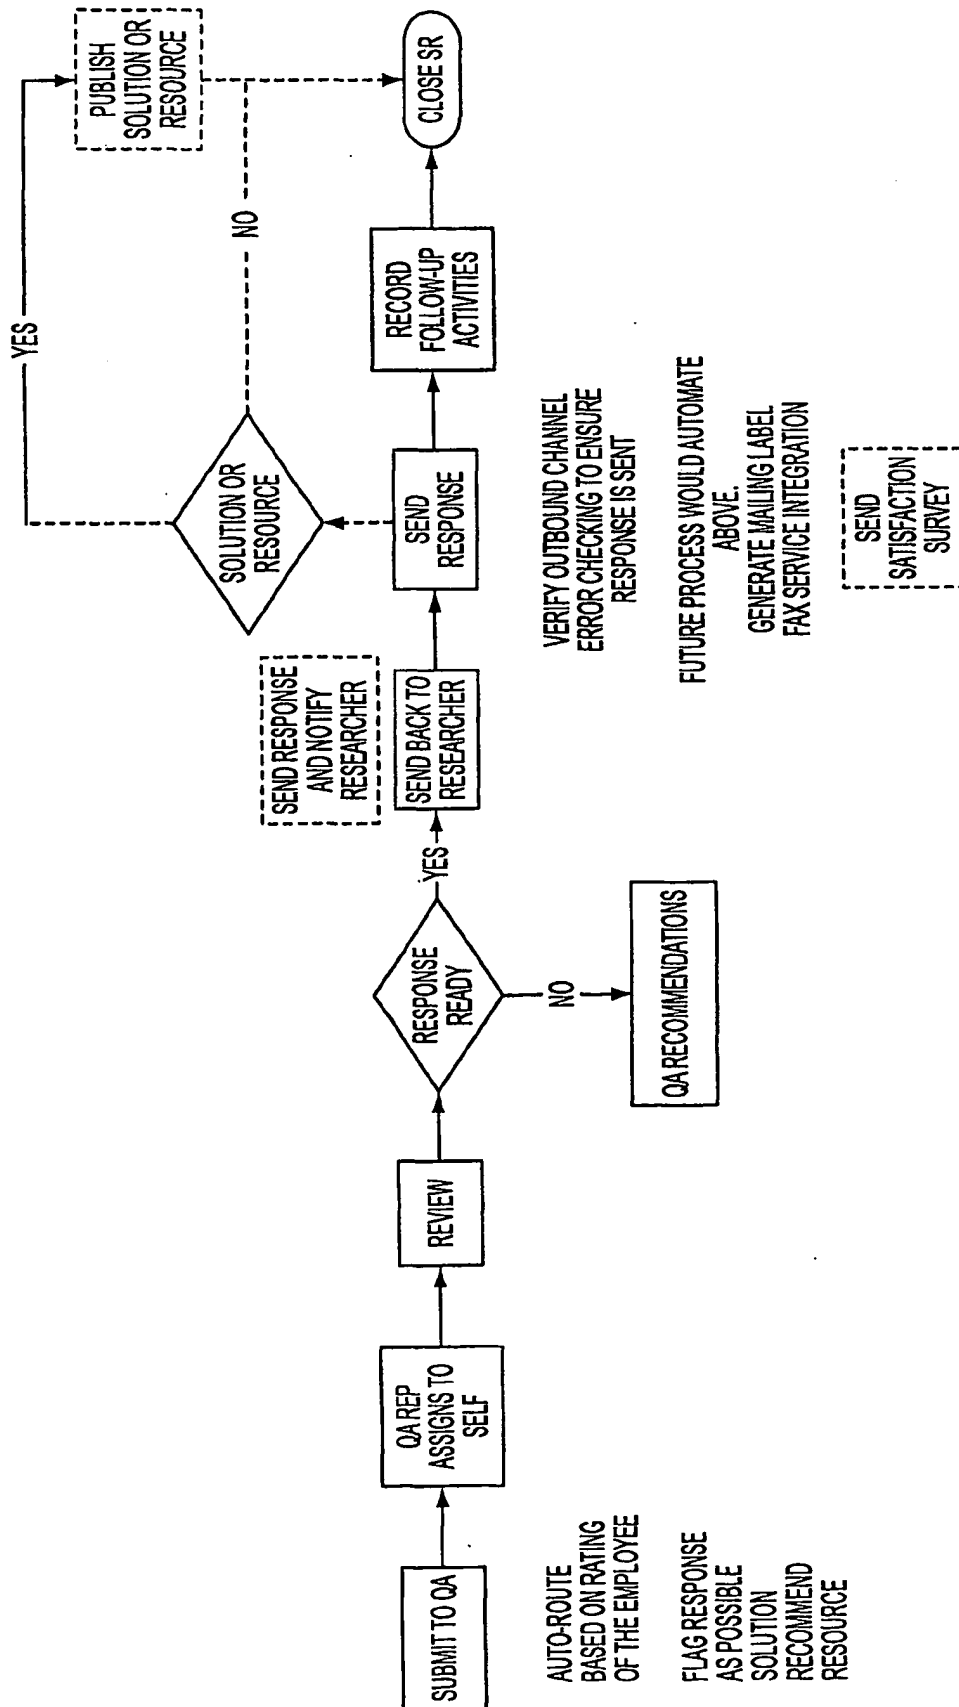 SUBMIT TO QA
AUTO-ROUTE
BASED ON RATING
OF THE EMPLOYEE
FLAG RESPONSE
AS POSSIBLE
SOLUTION
RECOMMEND
RESOURCE
QA REP
ASSIGNS TO
SELF
REVIEW
RESPONSE
READY
NO
QA RECOMMENDATIONS
YES
SEND RESPONSE
AND NOTIFY
RESEARCHER
SEND BACK TO
RESEARCHER
SEND
RESPONSE
VERIFY OUTBOUND CHANNEL
ERROR CHECKING TO ENSURE
RESPONSE IS SENT
FUTURE PROCESS WOULD AUTOMATE
ABOVE.
GENERATE MAILING LABEL
FAX SERVICE INTEGRATION
SEND
SATISFACTION
SURVEY
SOLUTION OR
RESOURCE
YES
NO
PUBLISH
SOLUTION OR
RESOURCE
RECORD
FOLLOW-UP
ACTIVITIES
CLOSE SR